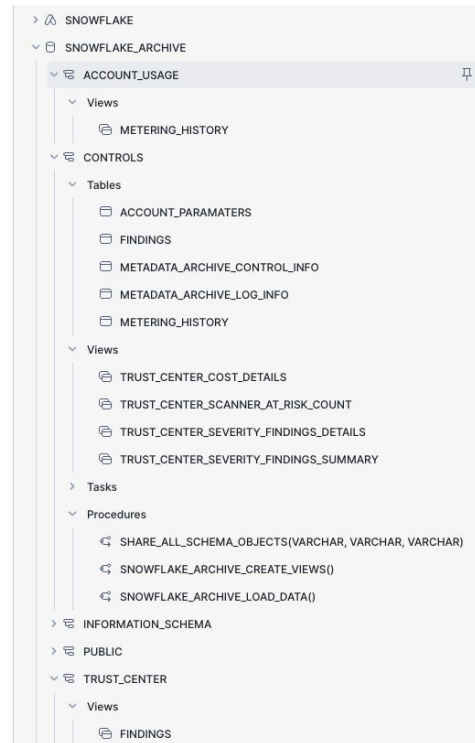 SNOWFLAKE
SNOWFLAKE_ARCHIVE
ACCOUNT_USAGE
Views
METERING_HISTORY
CONTROLS
Tables
ACCOUNT_PARAMATERS
FINDINGS
METADATA_ARCHIVE_CONTROL_INFO
METADATA_ARCHIVE_LOG_INFO
METERING_HISTORY
Views
TRUST_CENTER_COST_DETAILS
TRUST_CENTER_SCANNER_AT_RISK_COUNT
TRUST_CENTER_SEVERITY_FINDINGS_DETAILS
TRUST_CENTER_SEVERITY_FINDINGS_SUMMARY
Tasks
Procedures
SHARE_ALL_SCHEMA_OBJECTS(VARCHAR, VARCHAR, VARCHAR)
SNOWFLAKE_ARCHIVE_CREATE_VIEWS()
SNOWFLAKE_ARCHIVE_LOAD_DATA()
INFORMATION_SCHEMA
PUBLIC
TRUST_CENTER
Views
FINDINGS